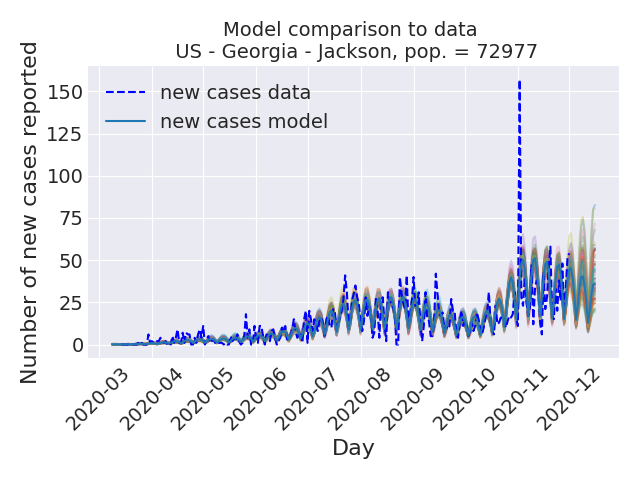 Model comparison to data
US - Georgia - Jackson, pop. = 72977
Number of new cases reported
150
125
100
75
50
25
0
new cases data
new cases model
2020-03
2020-04
2020-05
2020-06
2020-07
2020-08
2020-09
2020-10
2020-11
2020-12
Day